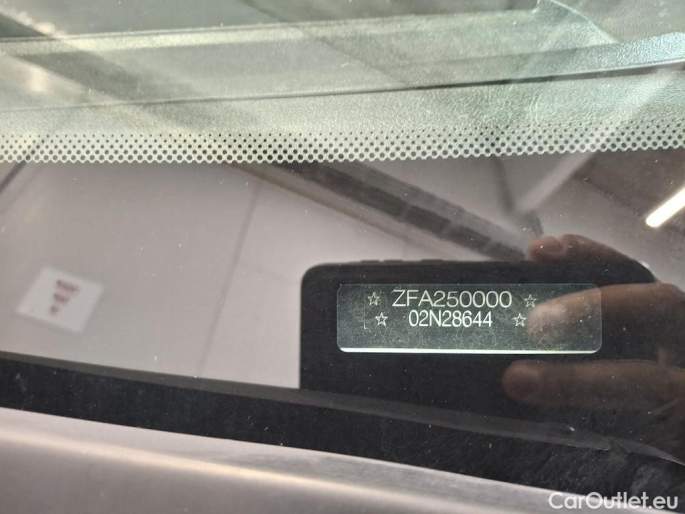 ☆ ZFA250000 ☆
☆ 02N28644 ☆
CarOutlet.eu